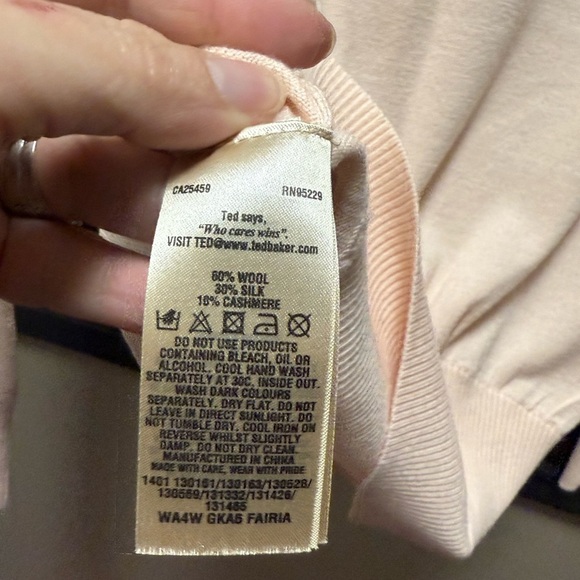 CA25459 RN95229
Ted says,
"Who cares wins".
VISIT TED@www.tedbaker.com
60% WOOL
30% SILK
10% CASHMERE
DO NOT USE PRODUCTS
CONTAINING BLEACH, OIL OR
ALCOHOL. COOL HAND WASH
SEPARATELY AT 30C. INSIDE OUT.
WASH DARK COLOURS
SEPARATELY. DRY FLAT. DO NOT
LEAVE IN DIRECT SUNLIGHT. DO
NOT TUMBLE DRY. COOL IRON ON
REVERSE WHILST SLIGHTLY
DAMP. DO NOT DRY CLEAN.
MANUFACTURED IN CHINA
MADE WITH CARE, WEAR WITH PRIDE
1401 130161/130163/130528/
130559/131332/131426/
131465
WA4W GKA5 FAIRIA